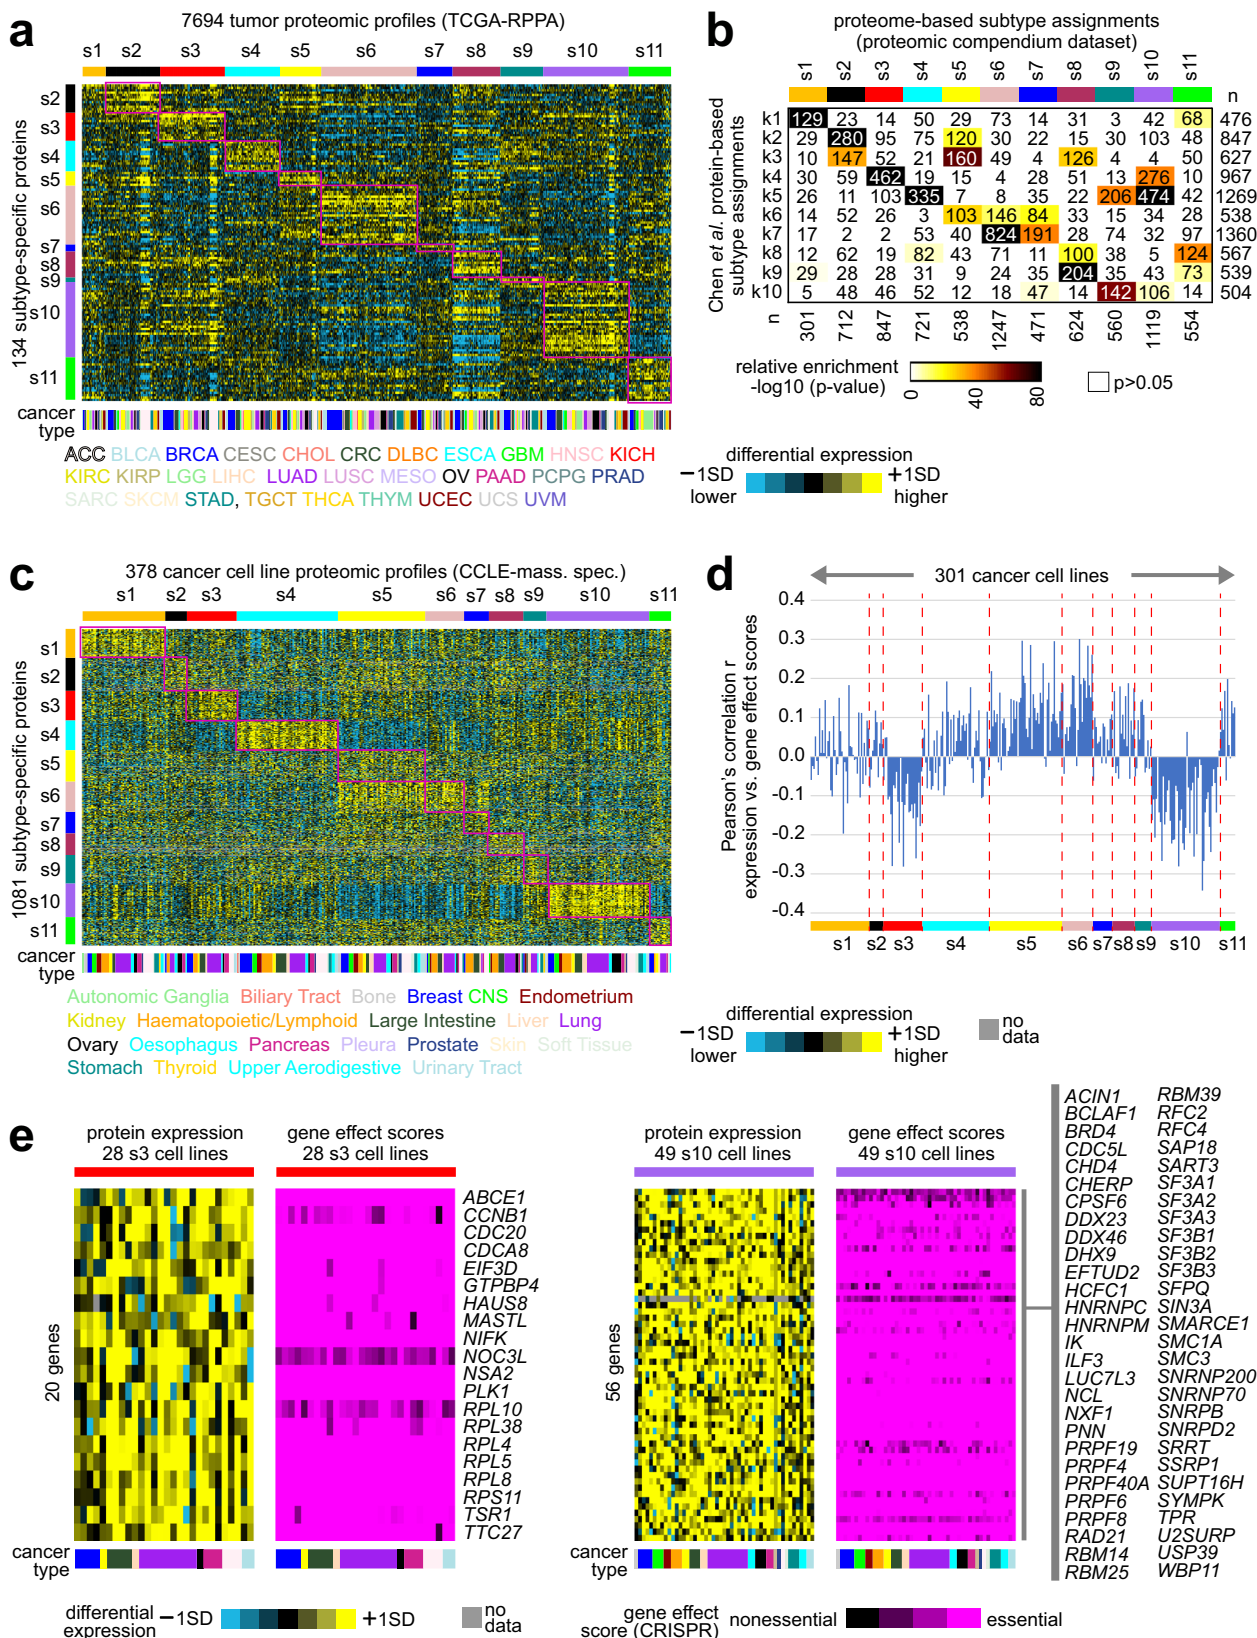 a
7694 tumor proteomic profiles (TCGA-RPPA)
s1 s2 s3 s4 s5 s6 s7 s8 s9 s10 s11
134 subtype-specific proteins
s2
s3
s4
s5
s6
s7
s8
s9
s10
s11
cancer type
ACC BLCA BRCA CESC CHOL CRC DLBC ESCA GBM HNSC KICH
KIRC KIRP LGG LIHC LUAD LUSC MESO OV PAAD PCPG PRAD
SARC SKCM STAD, TGCT THCA THYM UCEC UCS UVM
b
proteome-based subtype assignments
(proteomic compendium dataset)
s1 s2 s3 s4 s5 s6 s7 s8 s9 s10 s11 n
Chen et al. protein-based
subtype assignments
k1 129 23 14 50 29 73 14 31 3 42 68 476
k2 29 280 95 75 120 30 22 15 30 103 48 847
k3 10 147 52 21 160 49 4 126 4 4 50 627
k4 30 59 462 19 15 4 28 51 13 276 10 967
k5 26 11 103 335 7 8 35 22 206 474 42 1269
k6 14 52 26 3 103 146 84 33 15 34 28 538
k7 17 2 2 53 40 824 191 28 74 32 97 1360
k8 12 62 19 82 43 71 11 100 38 5 124 567
k9 29 28 28 31 9 24 35 204 35 43 73 539
k10 5 48 46 52 12 18 47 14 142 106 14 504
n 301 712 847 721 538 1247 471 624 560 1119 554
relative enrichment
-log10 (p-value)
0 40 80
p>0.05
differential expression
−1SD +1SD
lower higher
c
378 cancer cell line proteomic profiles (CCLE-mass. spec.)
s1 s2 s3 s4 s5 s6 s7 s8 s9 s10 s11
1081 subtype-specific proteins
s1
s2
s3
s4
s5
s6
s7
s8
s9
s10
s11
cancer type
Autonomic Ganglia Biliary Tract Bone Breast CNS Endometrium
Kidney Haematopoietic/Lymphoid Large Intestine Liver Lung
Ovary Oesophagus Pancreas Pleura Prostate Skin Soft Tissue
Stomach Thyroid Upper Aerodigestive Urinary Tract
d
301 cancer cell lines
Pearson's correlation r
expression vs. gene effect scores
0.4
0.3
0.2
0.1
0.0
-0.1
-0.2
-0.3
-0.4
s1 s2 s3 s4 s5 s6 s7 s8 s9 s10 s11
differential expression
−1SD +1SD
lower higher
no data
e
protein expression
28 s3 cell lines
gene effect scores
28 s3 cell lines
20 genes
ABCE1
CCNB1
CDC20
CDCA8
EIF3D
GTPBP4
HAUS8
MASTL
NIFK
NOC3L
NSA2
PLK1
RPL10
RPL38
RPL4
RPL5
RPL8
RPS11
TSR1
TTC27
cancer type
protein expression
49 s10 cell lines
gene effect scores
49 s10 cell lines
56 genes
ACIN1 RBM39
BCLAF1 RFC2
BRD4 RFC4
CDC5L SAP18
CHD4 SART3
CHERP SF3A1
CPSF6 SF3A2
DDX23 SF3A3
DDX46 SF3B1
DHX9 SF3B2
EFTUD2 SF3B3
HCFC1 SFPQ
HNRNPC SIN3A
HNRNPM SMARCE1
IK SMC1A
ILF3 SMC3
LUC7L3 SNRNP200
NCL SNRNP70
NXF1 SNRPB
PNN SNRPD2
PRPF19 SRRT
PRPF4 SSRP1
PRPF40A SUPT16H
PRPF6 SYMPK
PRPF8 TPR
RAD21 U2SURP
RBM14 USP39
RBM25 WBP11
cancer type
differential expression −1SD +1SD
no data
gene effect score (CRISPR) nonessential essential